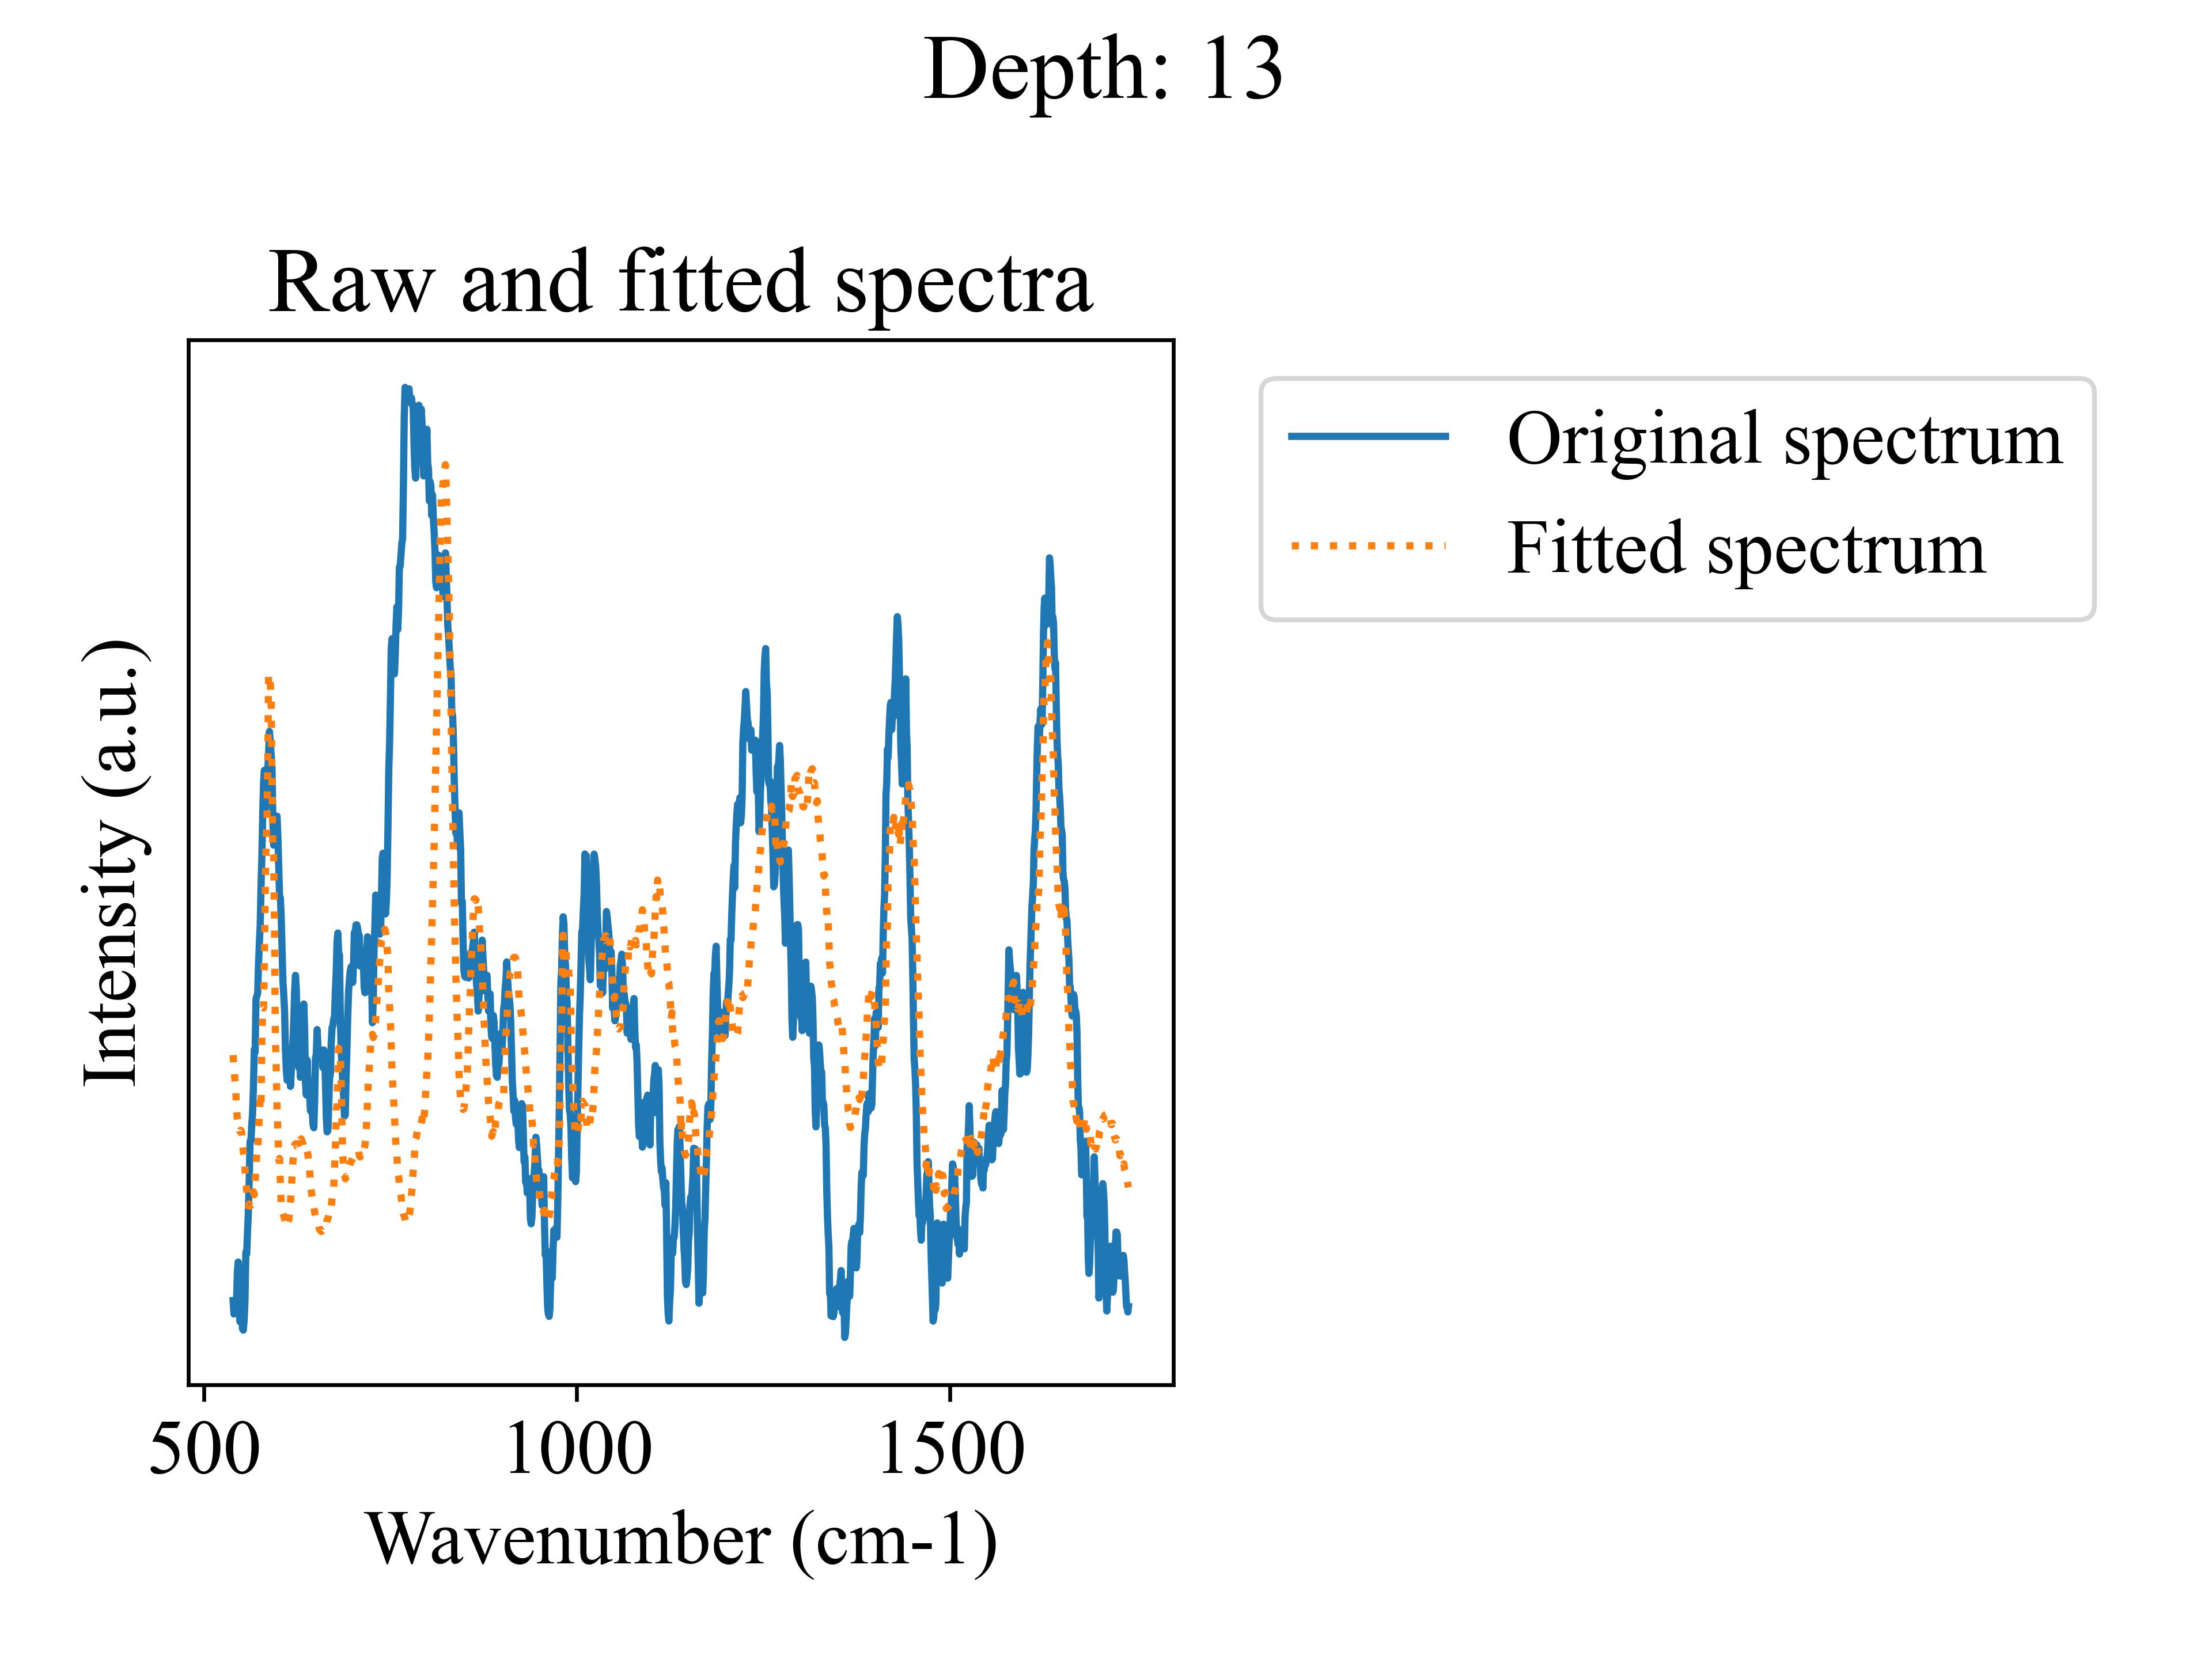 Depth: 13
Raw and fitted spectra
Original spectrum
Fitted spectrum
Intensity (a.u.)
500
1000
1500
Wavenumber (cm-1)